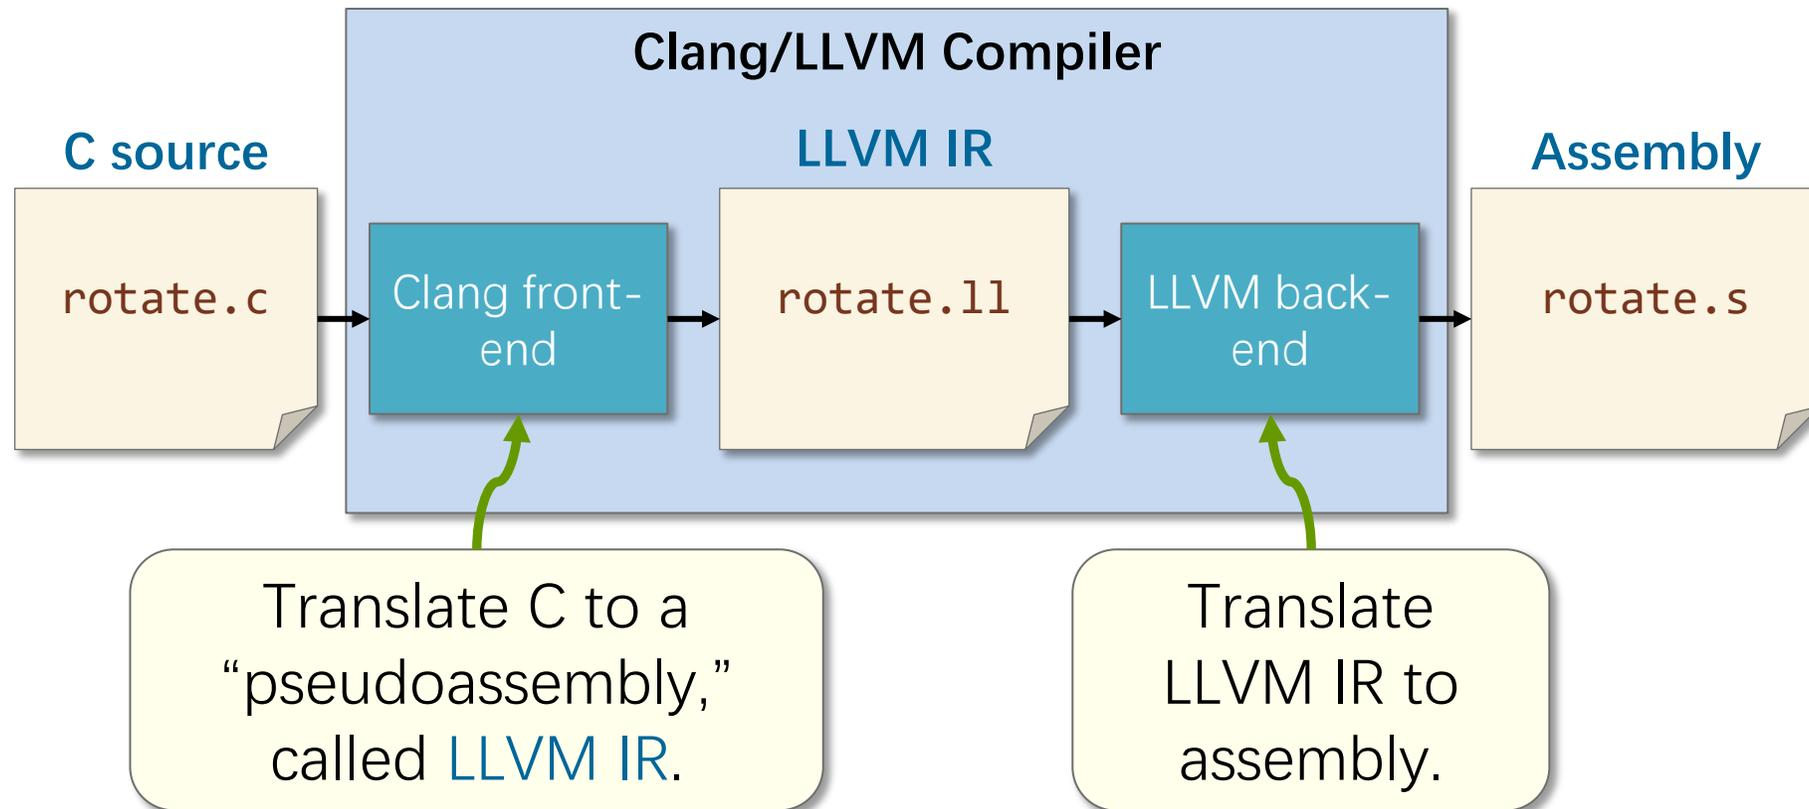 Clang/LLVM Compiler
C source
LLVM IR
Assembly
rotate.c
Clang front-
end
rotate.ll
LLVM back-
end
rotate.s
Translate C to a
“pseudoassembly,”
called LLVM IR.
Translate
LLVM IR to
assembly.